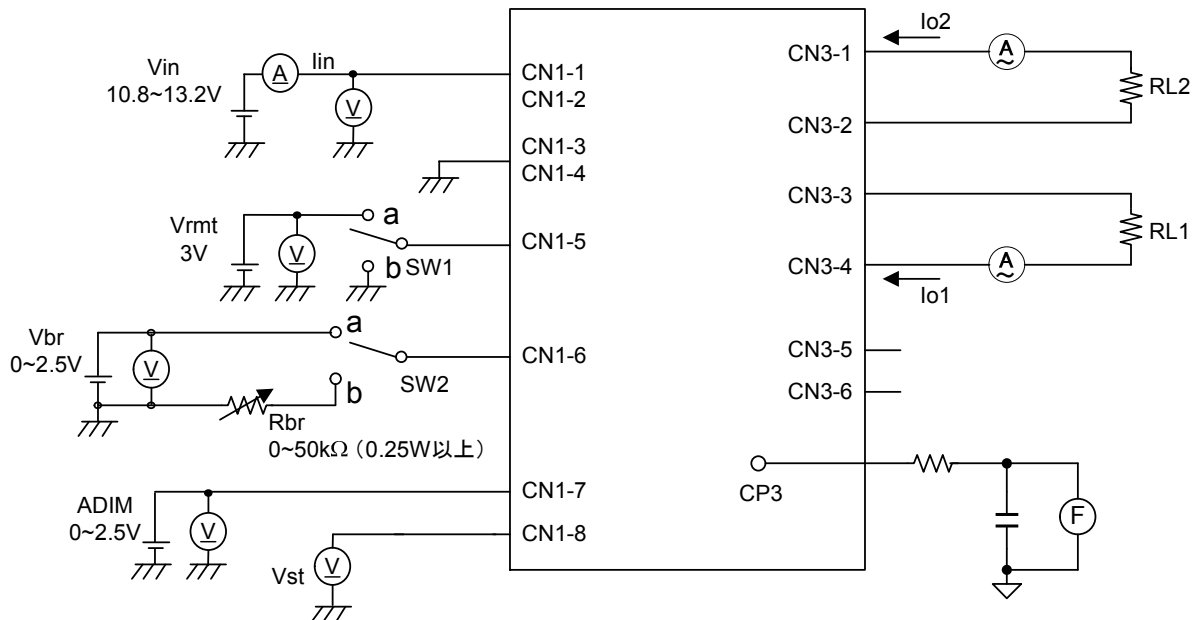 Vin
10.8~13.2V
A
Iin
V
CN1-1
CN1-2
CN1-3
CN1-4
Vrmt
3V
V
a
b
SW1
CN1-5
Vbr
0~2.5V
V
a
b
SW2
CN1-6
Rbr
0~50kΩ（0.25W以上）
ADIM
0~2.5V
V
CN1-7
Vst
V
CN1-8
CN3-1
Io2
A
RL2
CN3-2
CN3-3
RL1
CN3-4
A
Io1
CN3-5
CN3-6
CP3
F